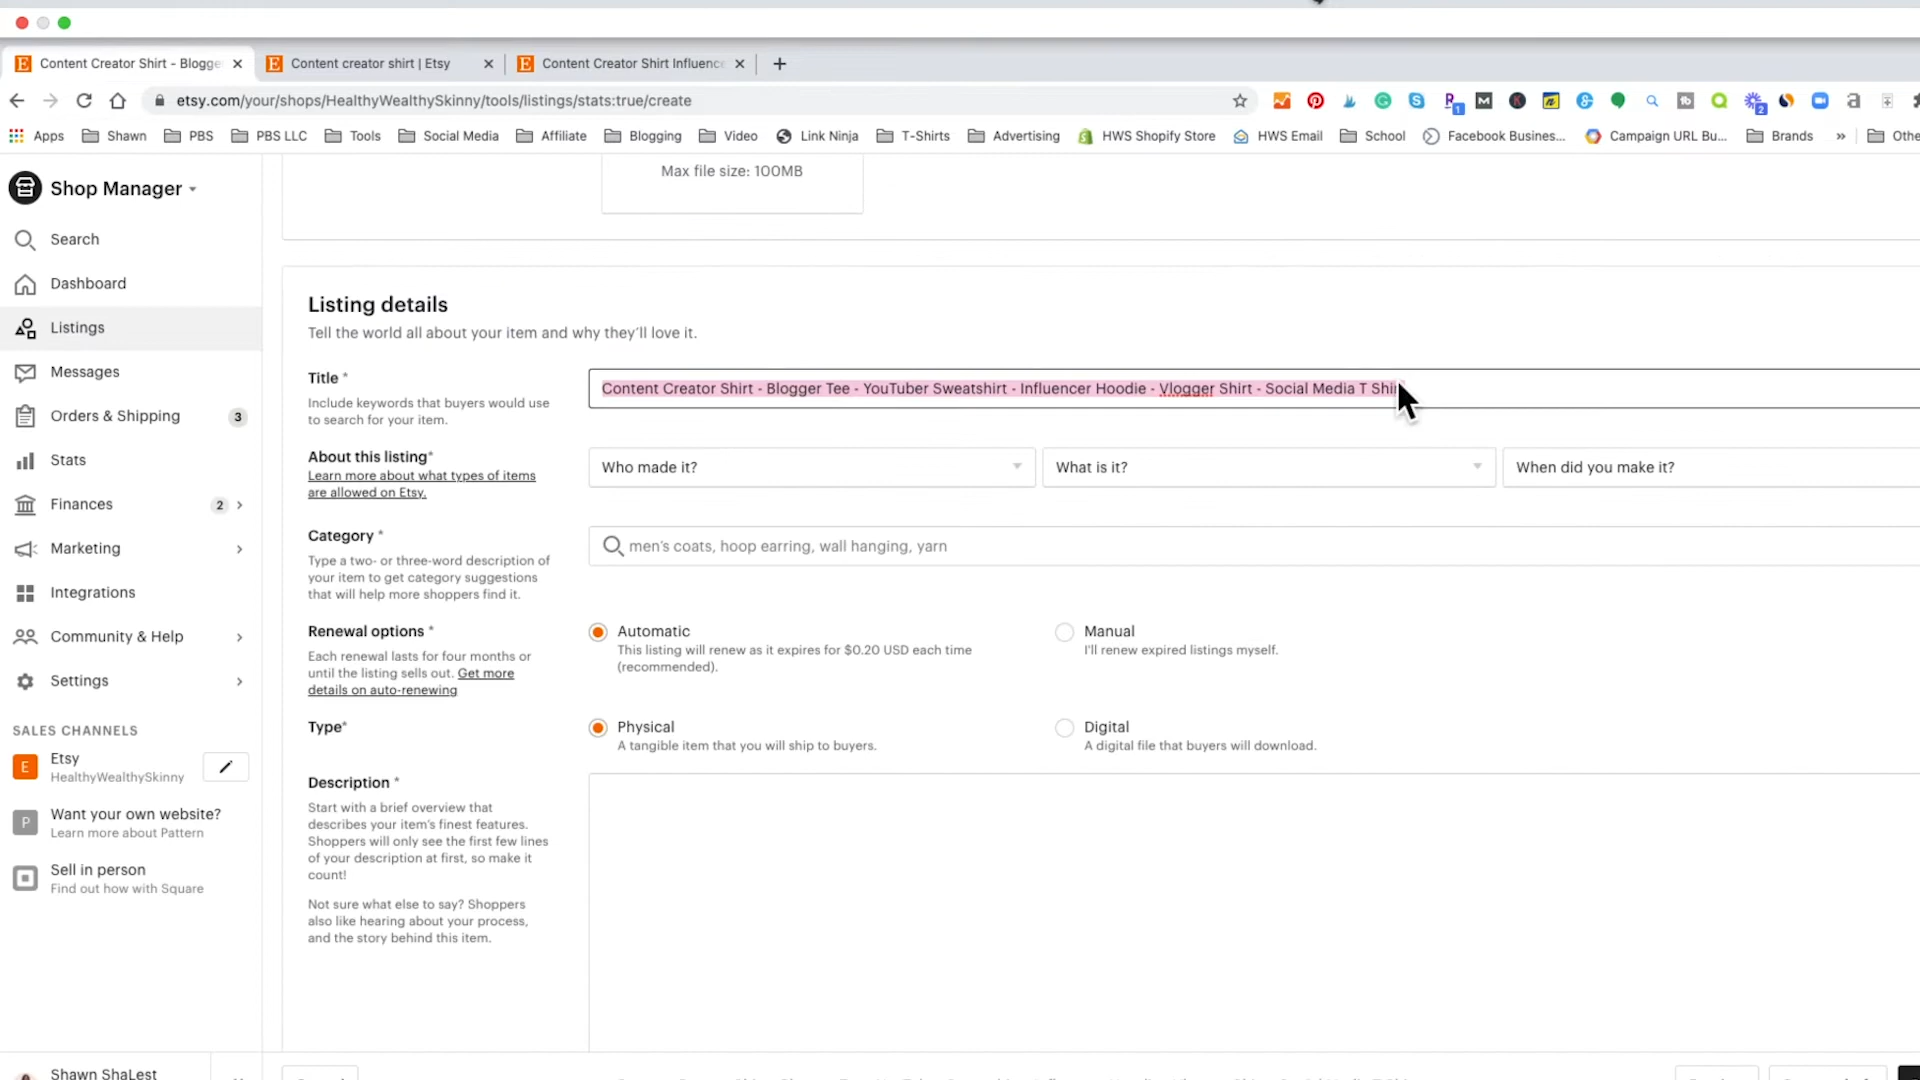 Content Creator Shirt - Blogge
Content creator shirt | Etsy
Content Creator Shirt Influenc
etsy.com/your/shops/HealthyWealthySkinny/tools/listings/stats:true/create
Apps Shawn PBS PBS LLC Tools Social Media Affiliate Blogging Video Link Ninja T-Shirts Advertising HWS Shopify Store HWS Email School Facebook Busines... Campaign URL Bu... Brands » Othe
Max file size: 100MB
Shop Manager
Search
Dashboard
Listings
Messages
Orders & Shipping 3
Stats
Finances 2
Marketing
Integrations
Community & Help
Settings
SALES CHANNELS
Etsy
HealthyWealthySkinny
Want your own website?
Learn more about Pattern
Sell in person
Find out how with Square
Shawn ShaLest
Listing details
Tell the world all about your item and why they'll love it.
Title *
Include keywords that buyers would use
to search for your item.
Content Creator Shirt - Blogger Tee - YouTuber Sweatshirt - Influencer Hoodie - Vlogger Shirt - Social Media T Shi
About this listing*
Learn more about what types of items
are allowed on Etsy.
Who made it? What is it? When did you make it?
Category *
Type a two- or three-word description of
your item to get category suggestions
that will help more shoppers find it.
men's coats, hoop earring, wall hanging, yarn
Renewal options *
Each renewal lasts for four months or
until the listing sells out. Get more
details on auto-renewing
Automatic
This listing will renew as it expires for $0.20 USD each time
(recommended).
Manual
I'll renew expired listings myself.
Type*
Physical
A tangible item that you will ship to buyers.
Digital
A digital file that buyers will download.
Description *
Start with a brief overview that
describes your item's finest features.
Shoppers will only see the first few lines
of your description at first, so make it
count!
Not sure what else to say? Shoppers
also like hearing about your process,
and the story behind this item.